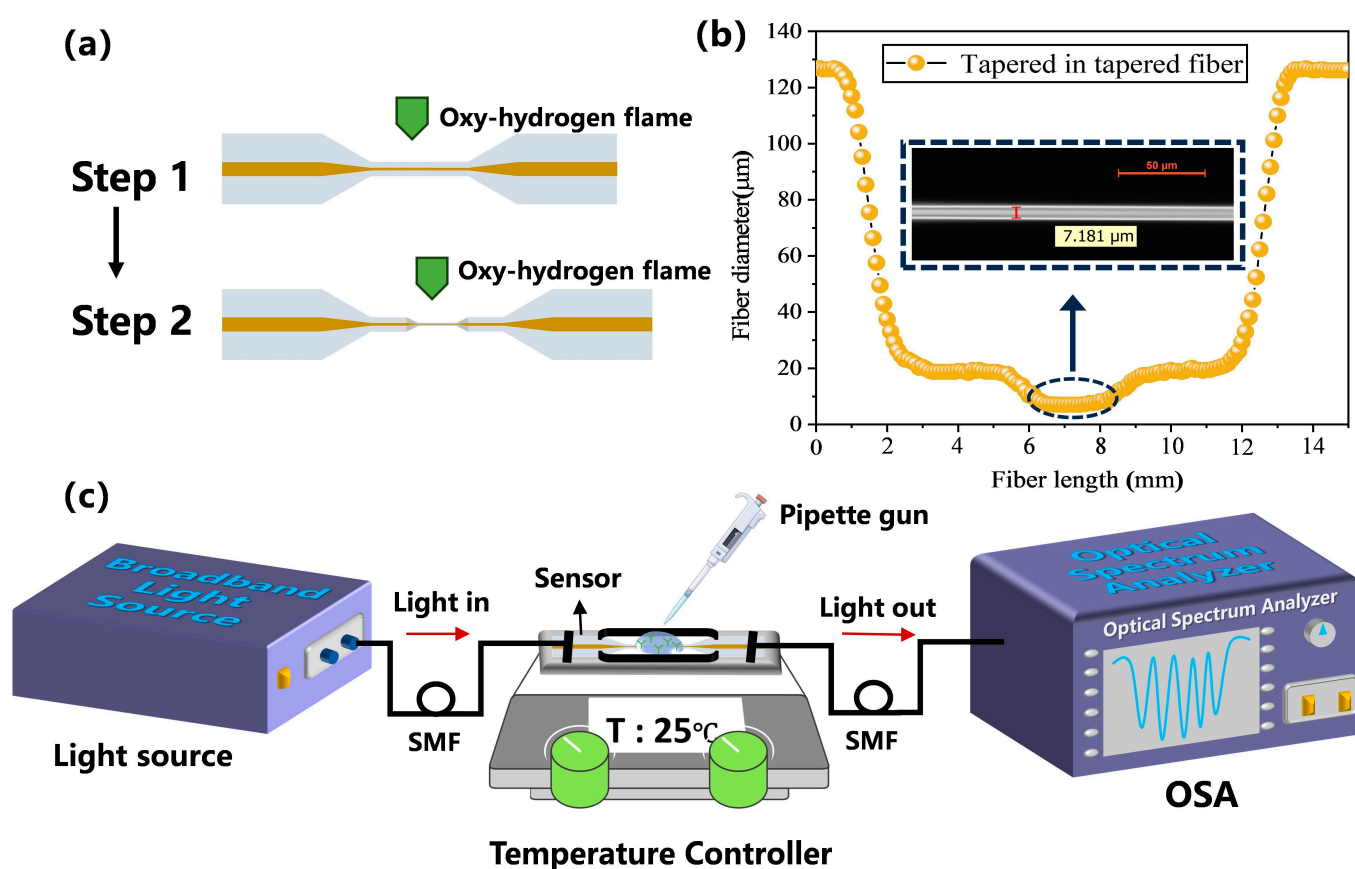 (a)
Oxy-hydrogen flame
Step 1
Oxy-hydrogen flame
Step 2
(b)
140
120
100
80
60
40
20
0
Fiber diameter(μm)
Tapered in tapered fiber
50 μm
7.181 μm
0 2 4 6 8 10 12 14
Fiber length (mm)
(c)
Broadband
Light
Source
Light source
Light in
SMF
Sensor
Pipette gun
T : 25℃
Temperature Controller
Light out
SMF
Optical
Spectrum
Analyzer
Optical Spectrum Analyzer
OSA